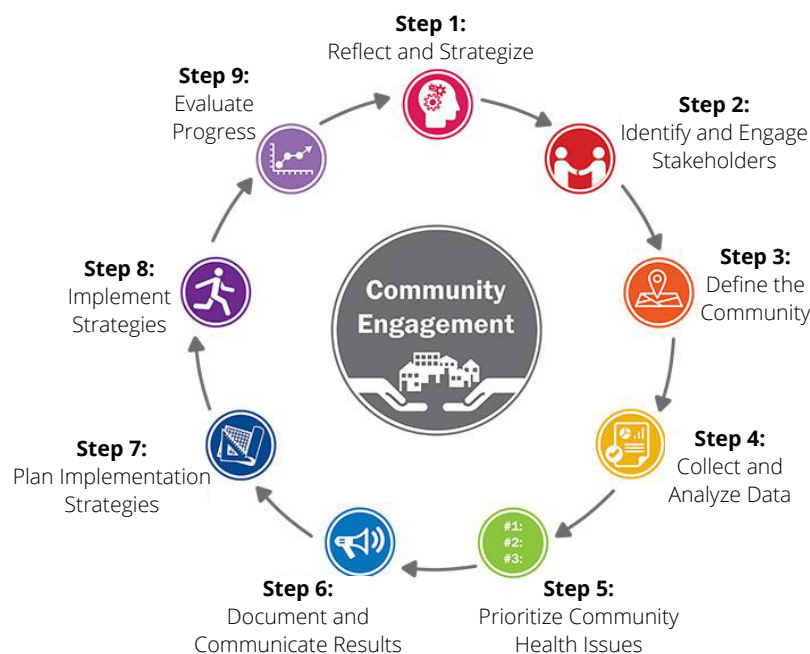 Step 1:
Reflect and Strategize
Step 2:
Identify and Engage
Stakeholders
Step 3:
Define the
Community
Step 4:
Collect and
Analyze Data
#1:
#2:
#3:
Step 5:
Prioritize Community
Health Issues
Step 6:
Document and
Communicate Results
Step 7:
Plan Implementation
Strategies
Step 8:
Implement
Strategies
Step 9:
Evaluate
Progress
Community
Engagement